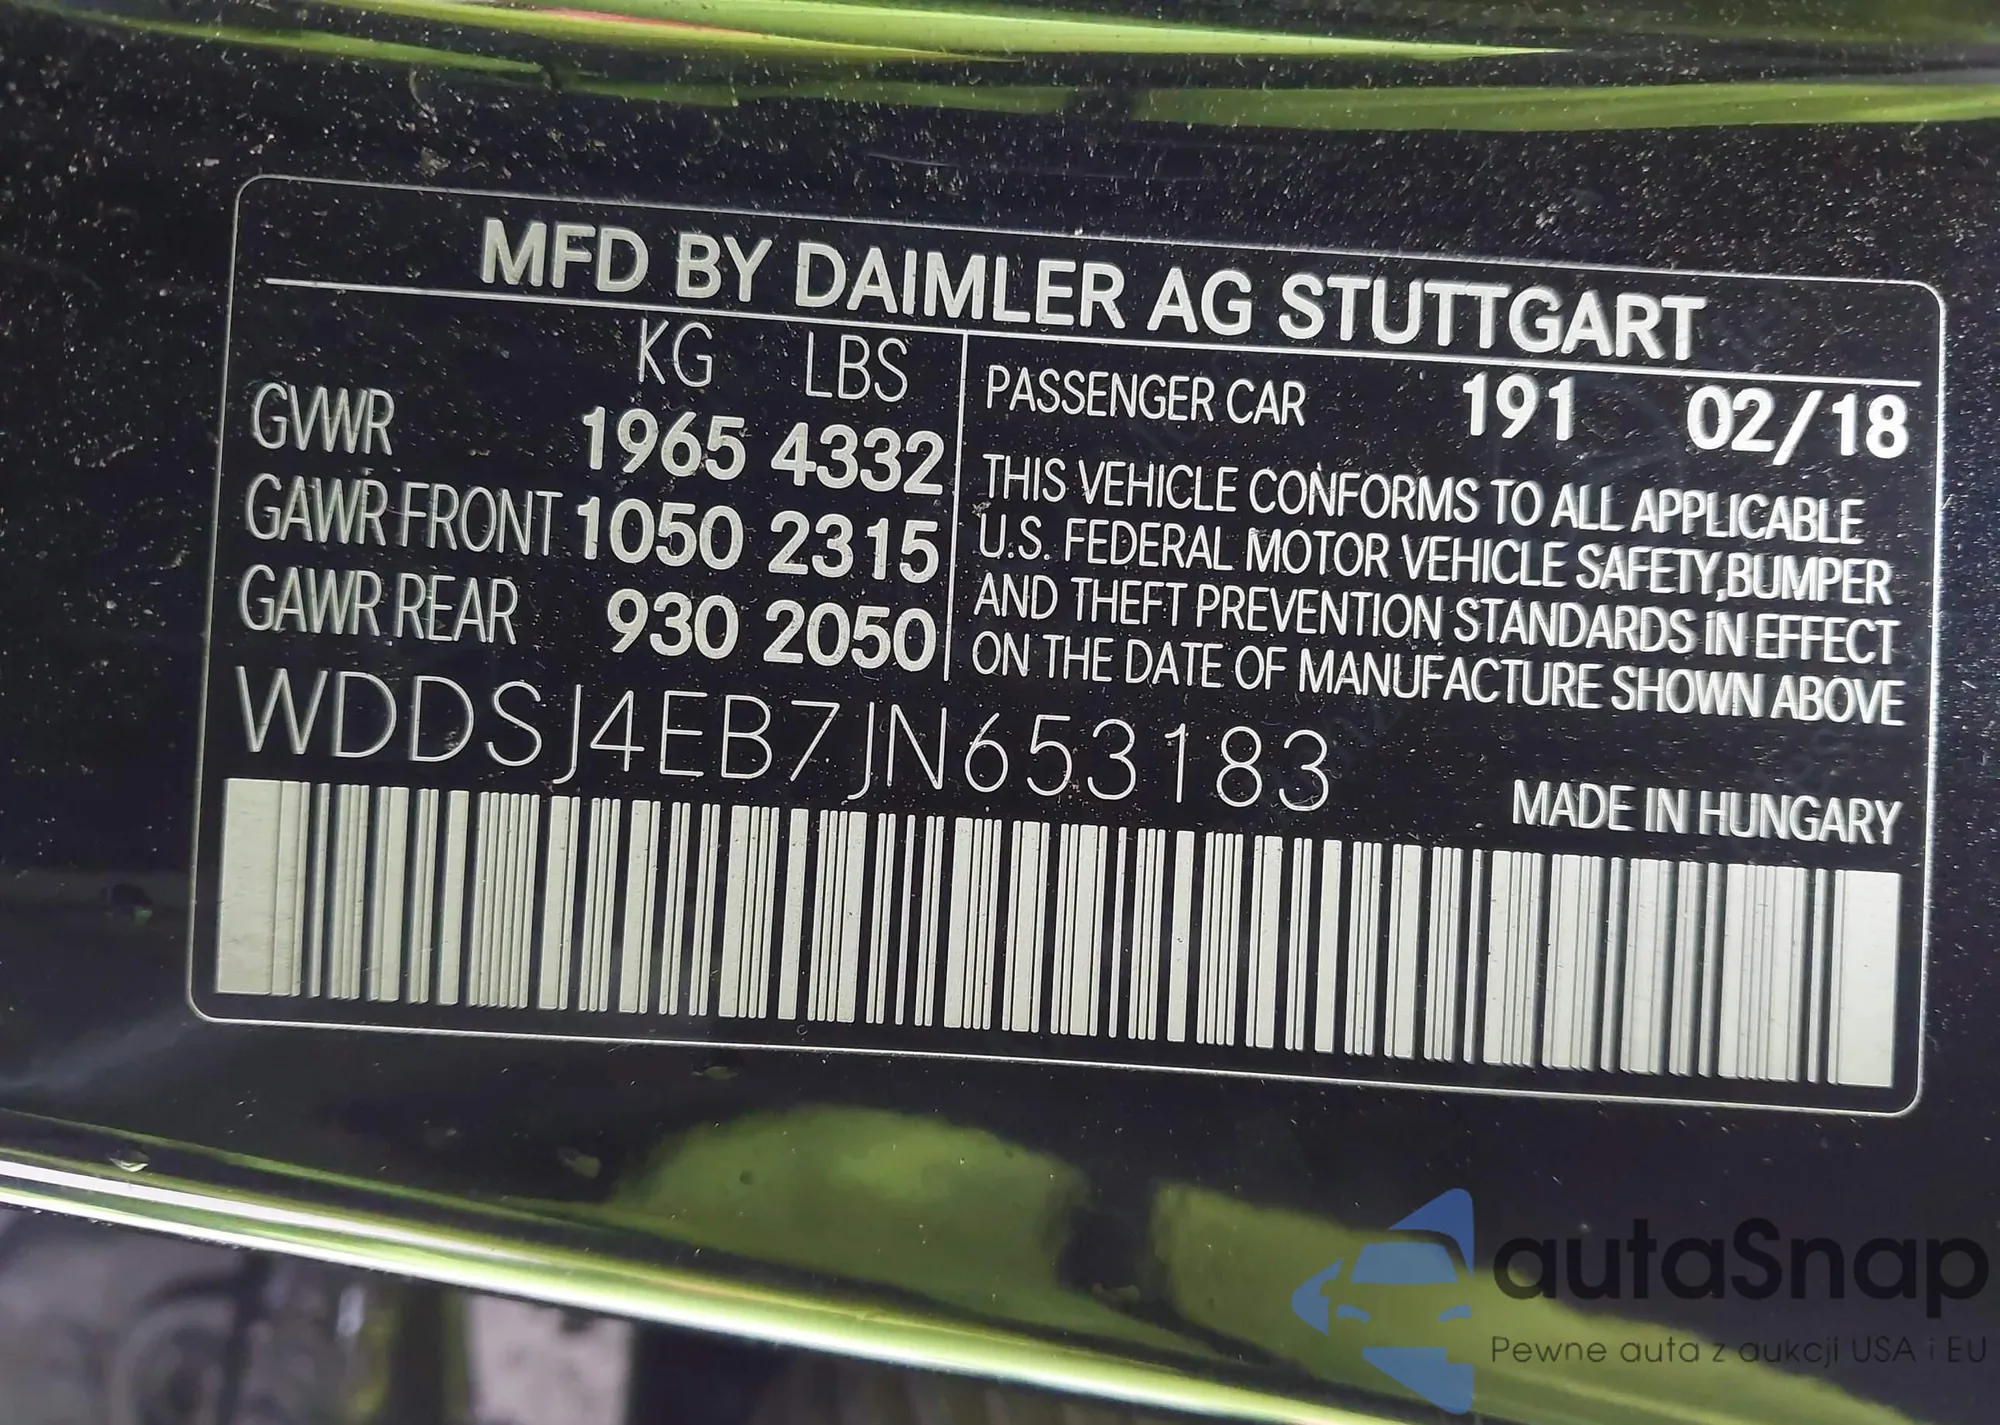 MFD BY DAIMLER AG STUTTGART
KG LBS
GVWR 1965 4332
GAWR FRONT 1050 2315
GAWR REAR 930 2050
PASSENGER CAR 191 02/18
THIS VEHICLE CONFORMS TO ALL APPLICABLE
U.S. FEDERAL MOTOR VEHICLE SAFETY,BUMPER
AND THEFT PREVENTION STANDARDS IN EFFECT
ON THE DATE OF MANUFACTURE SHOWN ABOVE
WDDSJ4EB7JN653183
MADE IN HUNGARY
autaSnap
Pewne auta z aukcji USA i EU